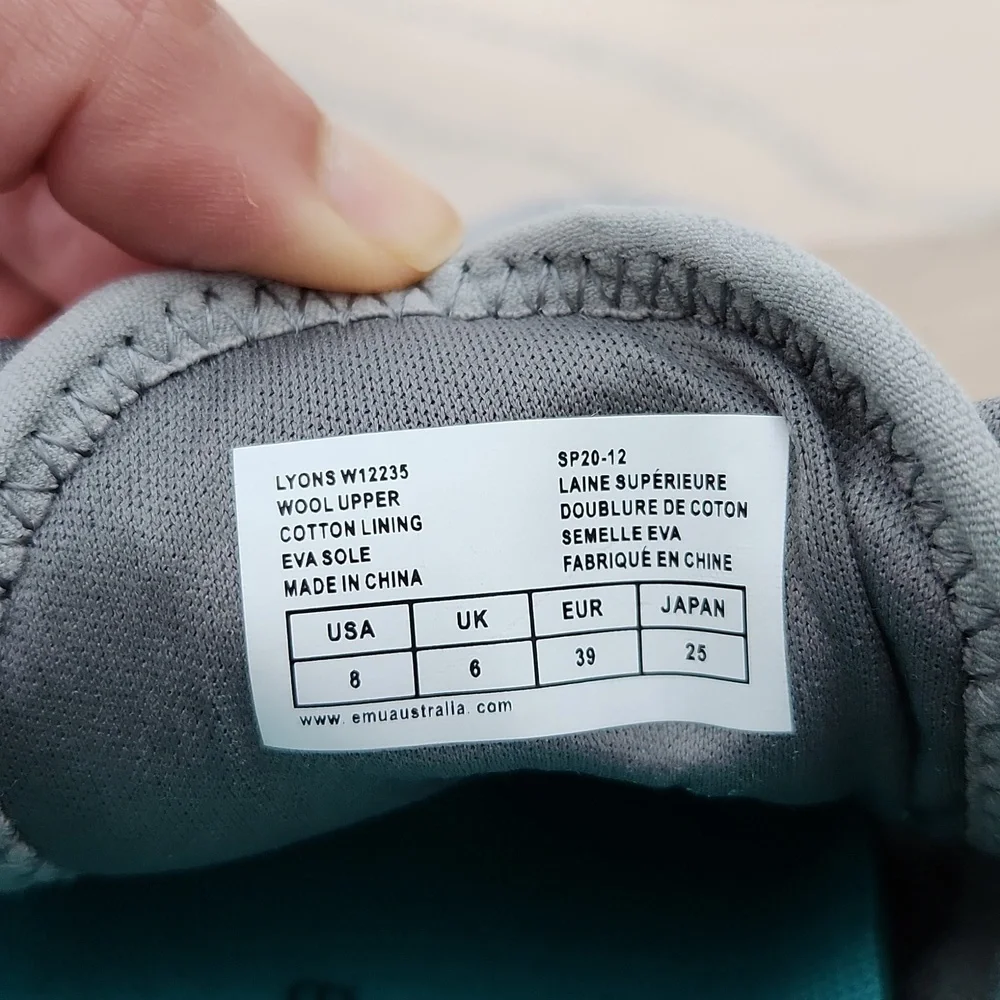 LYONS W12235
WOOL UPPER
COTTON LINING
EVA SOLE
MADE IN CHINA
SP20-12
LAINE SUPÉRIEURE
DOUBLURE DE COTON
SEMELLE EVA
FABRIQUÉ EN CHINE
USA UK EUR JAPAN
8 6 39 25
www. emuaustralia. com